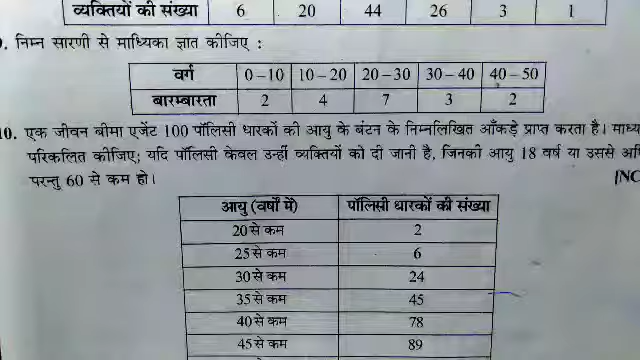 व्यक्तियों की संख्या 6 20 44 26 3 1
. निम्न सारणी से माध्यिका ज्ञात कीजिए :
वर्ग 0–10 10–20 20–30 30–40 40–50
बारम्बारता 2 4 7 3 2
10. एक जीवन बीमा एजेंट 100 पॉलिसी धारकों की आयु के बंटन के निम्नलिखित आँकड़े प्राप्त करता है। माध्य
परिकलित कीजिए; यदि पॉलिसी केवल उन्हीं व्यक्तियों को दी जानी है, जिनकी आयु 18 वर्ष या उससे अधि
परन्तु 60 से कम हो। [NC
आयु (वर्षों में) पॉलिसी धारकों की संख्या
20 से कम 2
25 से कम 6
30 से कम 24
35 से कम 45
40 से कम 78
45 से कम 89